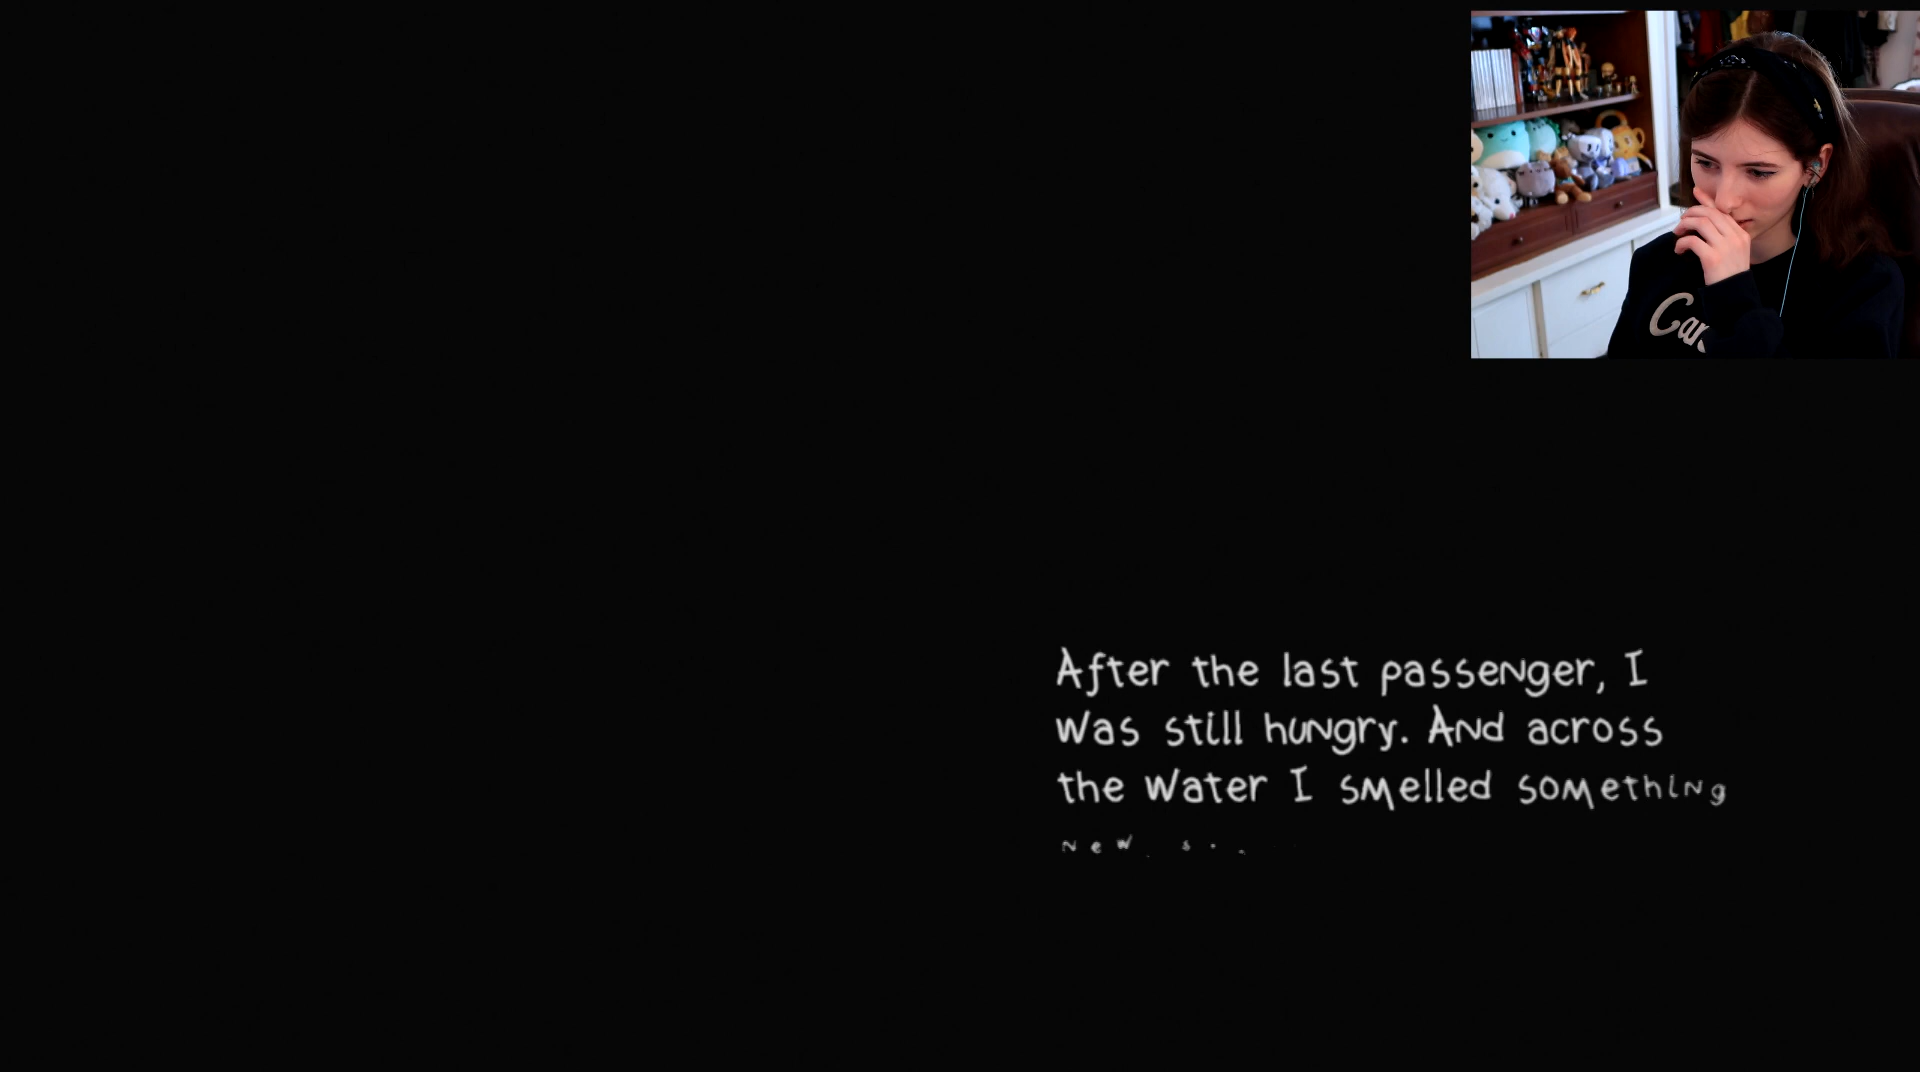 After the last passenger, I
was still hungry. And across
the water I smelled something
new.